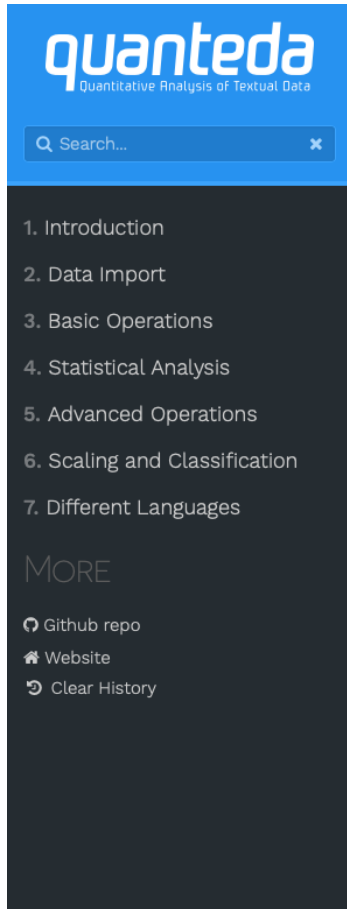 quanteda
Quantitative Analysis of Textual Data
Search...
1. Introduction
2. Data Import
3. Basic Operations
4. Statistical Analysis
5. Advanced Operations
6. Scaling and Classification
7. Different Languages
MORE
Github repo
Website
Clear History